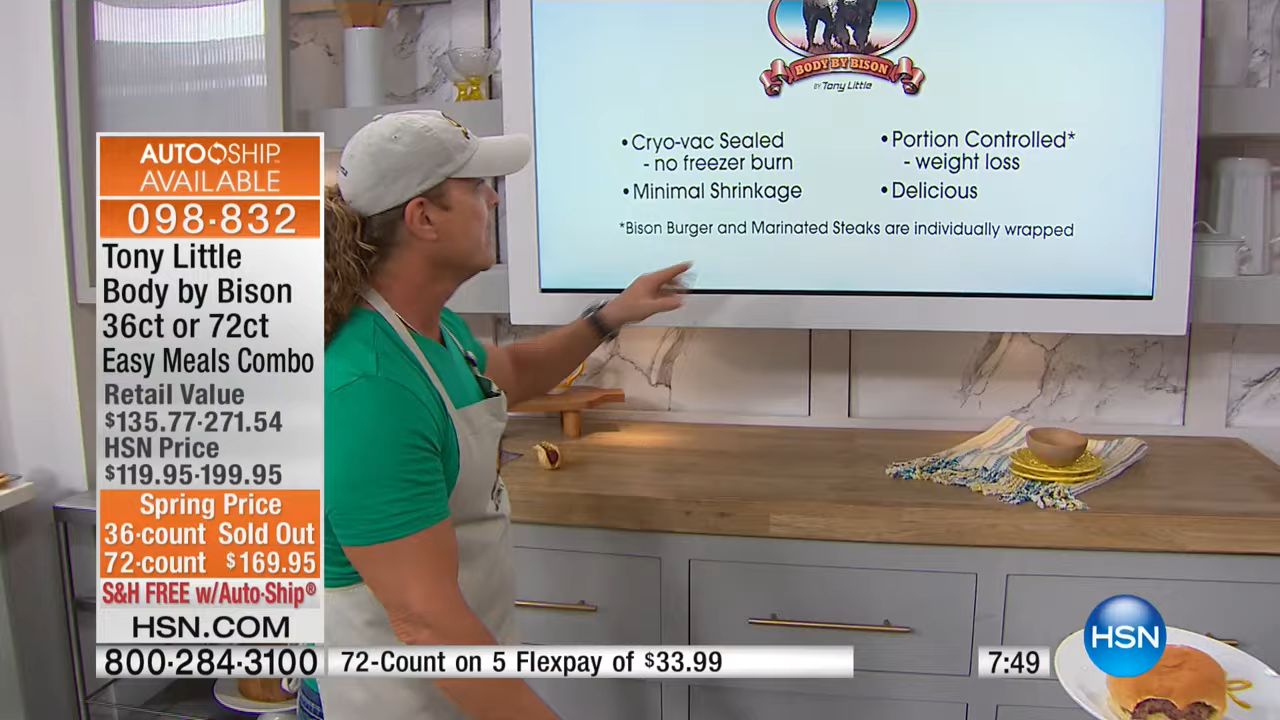 BODY BY BISON
BY Tony Little
•Cryo-vac Sealed
- no freezer burn
•Minimal Shrinkage
•Portion Controlled*
- weight loss
•Delicious
*Bison Burger and Marinated Steaks are individually wrapped
AUTOSHIP
AVAILABLE
098·832
Tony Little
Body by Bison
36ct or 72ct
Easy Meals Combo
Retail Value
$135.77-271.54
HSN Price
$119.95-199.95
Spring Price
36-count Sold Out
72-count $169.95
S&H FREE w/Auto-Ship®
HSN.COM
800·284·3100
72-Count on 5 Flexpay of $33.99
7:49
HSN